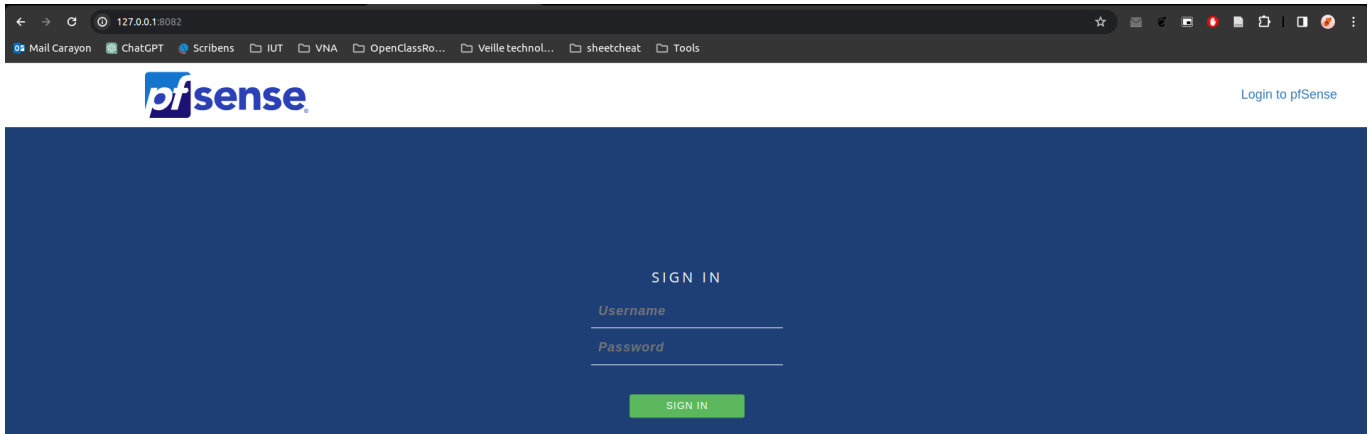 127.0.0.1:8082
Mail Carayon ChatGPT Scribens IUT VNA OpenClassRo... Veille technol... sheetcheat Tools
pfsense
Login to pfSense
SIGN IN
Username
Password
SIGN IN